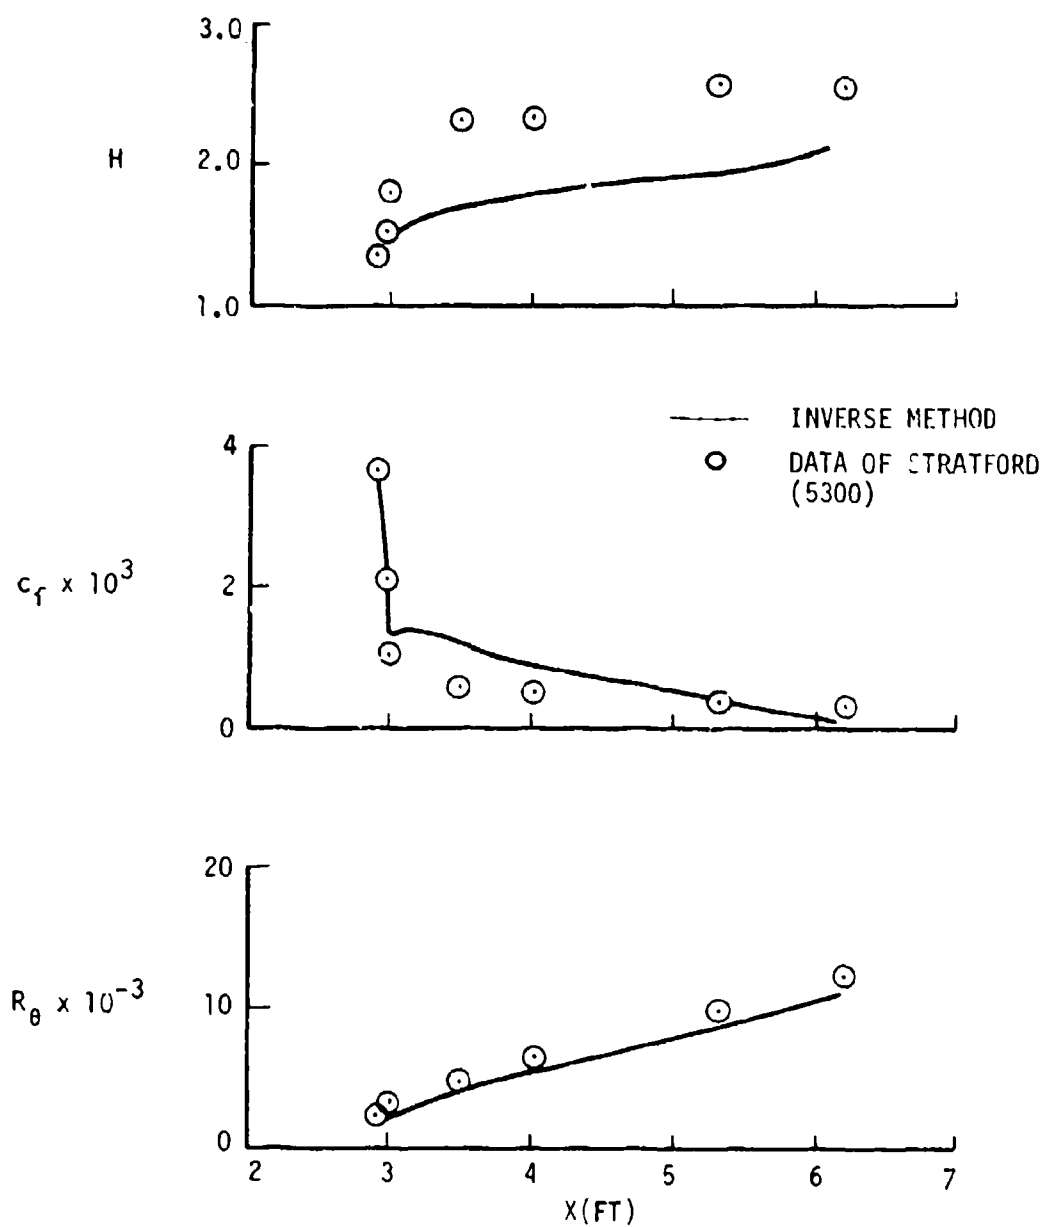 3.0
H
2.0
1.0
INVERSE METHOD
DATA OF STRATFORD
(5300)
4
c_f x 10^3
2
0
20
R_θ x 10^-3
10
0
2 3 4 5 6 7
X(FT)